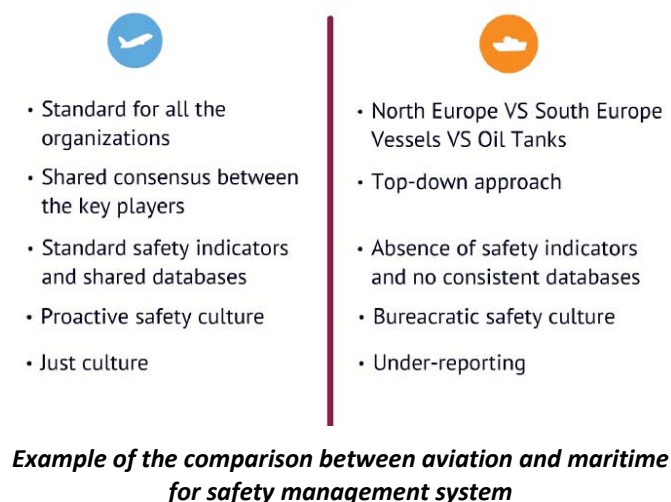 • Standard for all the
organizations
• Shared consensus between
the key players
• Standard safety indicators
and shared databases
• Proactive safety culture
• Just culture
• North Europe VS South Europe
Vessels VS Oil Tanks
• Top-down approach
• Absence of safety indicators
and no consistent databases
• Bureacratic safety culture
• Under-reporting
Example of the comparison between aviation and maritime
for safety management system